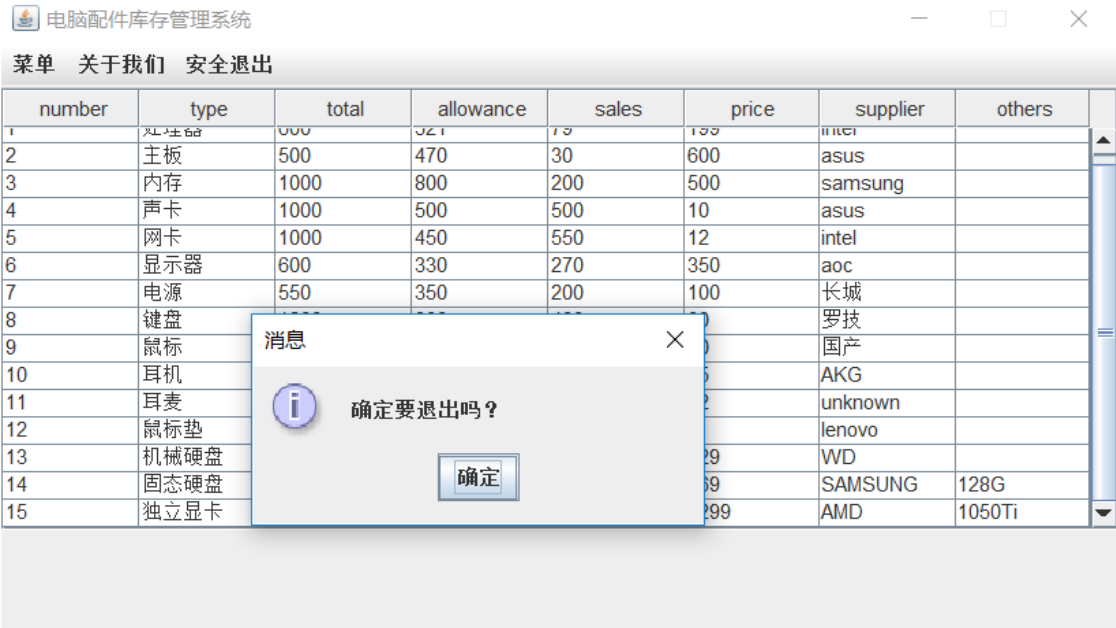 电脑配件库存管理系统
菜单 关于我们 安全退出
number type total allowance sales price supplier others
2 主板 500 470 30 600 asus
3 内存 1000 800 200 500 samsung
4 声卡 1000 500 500 10 asus
5 网卡 1000 450 550 12 intel
6 显示器 600 330 270 350 aoc
7 电源 550 350 200 100 长城
8 键盘 罗技
9 鼠标 国产
10 耳机 AKG
11 耳麦 unknown
12 鼠标垫 lenovo
13 机械硬盘 WD
14 固态硬盘 SAMSUNG 128G
15 独立显卡 299 AMD 1050Ti
消息
确定要退出吗？
确定